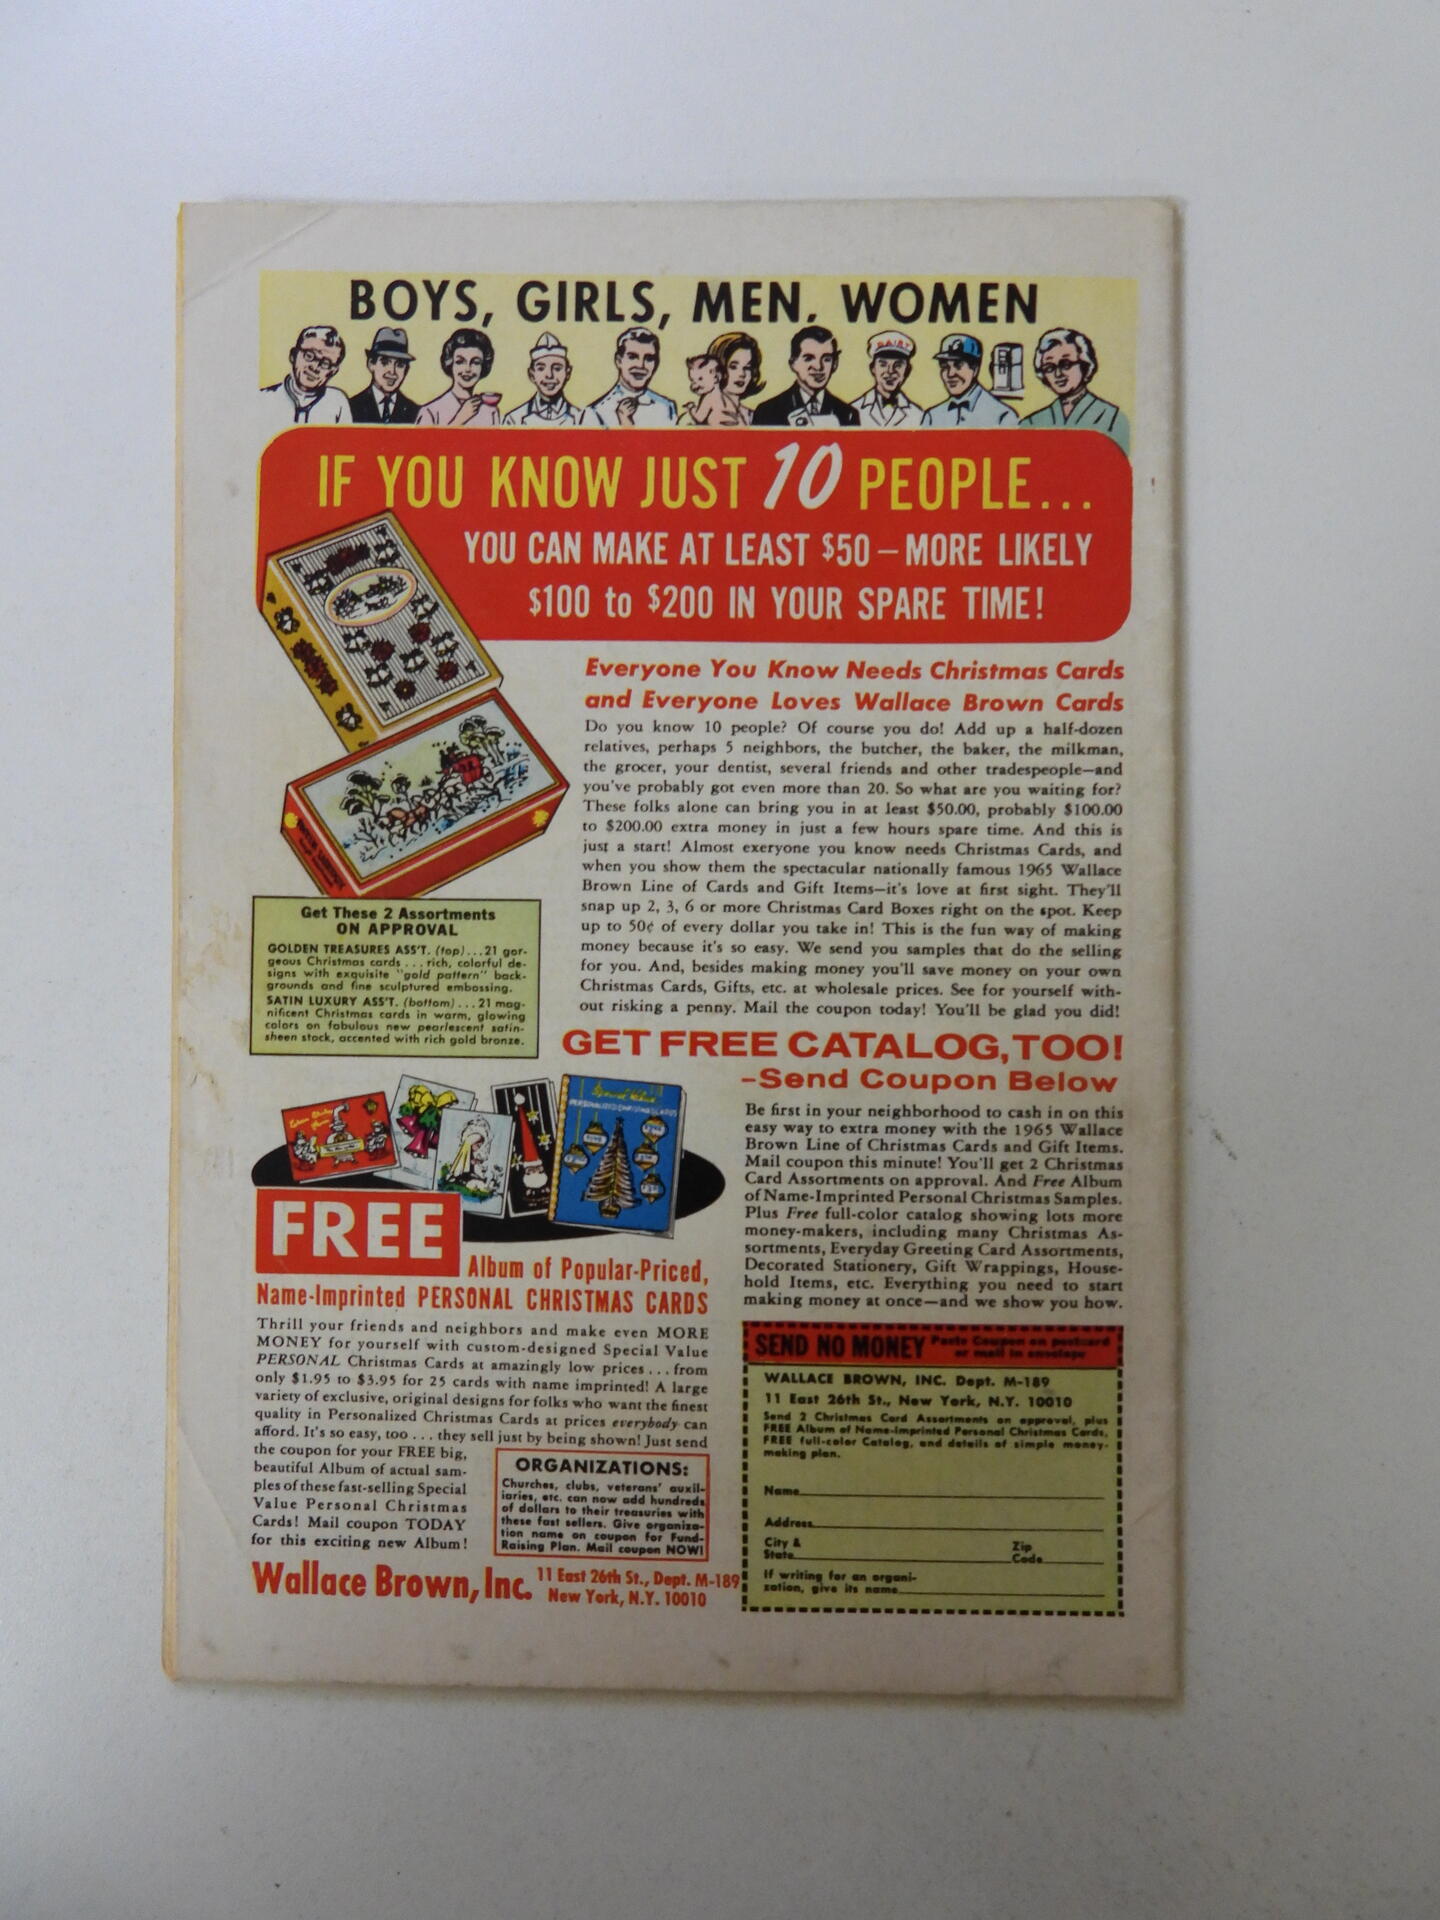 BOYS, GIRLS, MEN, WOMEN
DAIRY
IF YOU KNOW JUST 10 PEOPLE...
YOU CAN MAKE AT LEAST $50 – MORE LIKELY
$100 to $200 IN YOUR SPARE TIME!
Everyone You Know Needs Christmas Cards
and Everyone Loves Wallace Brown Cards
Do you know 10 people? Of course you do! Add up a half-dozen
relatives, perhaps 5 neighbors, the butcher, the baker, the milkman,
the grocer, your dentist, several friends and other tradespeople—and
you've probably got even more than 20. So what are you waiting for?
These folks alone can bring you in at least $50.00, probably $100.00
to $200.00 extra money in just a few hours spare time. And this is
just a start! Almost exeryone you know needs Christmas Cards, and
when you show them the spectacular nationally famous 1965 Wallace
Brown Line of Cards and Gift Items—it's love at first sight. They'll
snap up 2, 3, 6 or more Christmas Card Boxes right on the spot. Keep
up to 50¢ of every dollar you take in! This is the fun way of making
money because it's so easy. We send you samples that do the selling
for you. And, besides making money you'll save money on your own
Christmas Cards, Gifts, etc. at wholesale prices. See for yourself with-
out risking a penny. Mail the coupon today! You'll be glad you did!
Get These 2 Assortments
ON APPROVAL
GOLDEN TREASURES ASS'T. (top)...21 gor-
geous Christmas cards...rich, colorful de-
signs with exquisite "gold pattern" back-
grounds and fine sculptured embossing.
SATIN LUXURY ASS'T. (bottom)...21 mag-
nificent Christmas cards in warm, glowing
colors on fabulous new pearlescent satin-
sheen stock, accented with rich gold bronze.
GET FREE CATALOG, TOO!
–Send Coupon Below
Be first in your neighborhood to cash in on this
easy way to extra money with the 1965 Wallace
Brown Line of Christmas Cards and Gift Items.
Mail coupon this minute! You'll get 2 Christmas
Card Assortments on approval. And Free Album
of Name-Imprinted Personal Christmas Samples.
Plus Free full-color catalog showing lots more
money-makers, including many Christmas As-
sortments, Everyday Greeting Card Assortments,
Decorated Stationery, Gift Wrappings, House-
hold Items, etc. Everything you need to start
making money at once—and we show you how.
PERSONALIZED CHRISTMAS CARDS
FREE
Album of Popular-Priced,
Name-Imprinted PERSONAL CHRISTMAS CARDS
Thrill your friends and neighbors and make even MORE
MONEY for yourself with custom-designed Special Value
PERSONAL Christmas Cards at amazingly low prices...from
only $1.95 to $3.95 for 25 cards with name imprinted! A large
variety of exclusive, original designs for folks who want the finest
quality in Personalized Christmas Cards at prices everybody can
afford. It's so easy, too...they sell just by being shown! Just send
the coupon for your FREE big,
beautiful Album of actual sam-
ples of these fast-selling Special
Value Personal Christmas
Cards! Mail coupon TODAY
for this exciting new Album!
ORGANIZATIONS:
Churches, clubs, veterans' auxil-
iaries, etc. can now add hundreds
of dollars to their treasuries with
these fast sellers. Give organiza-
tion name on coupon for Fund-
Raising Plan. Mail coupon NOW!
Wallace Brown, Inc. 11 East 26th St., Dept. M-189
New York, N.Y. 10010
SEND NO MONEY Paste Coupon on postcard
or mail in envelope
WALLACE BROWN, INC. Dept. M-189
11 East 26th St., New York, N.Y. 10010
Send 2 Christmas Card Assortments on approval, plus
FREE Album of Name-Imprinted Personal Christmas Cards,
FREE full-color Catalog, and details of simple money-
making plan.
Name
Address
City &
State
Zip
Code
If writing for an organi-
zation, give its name